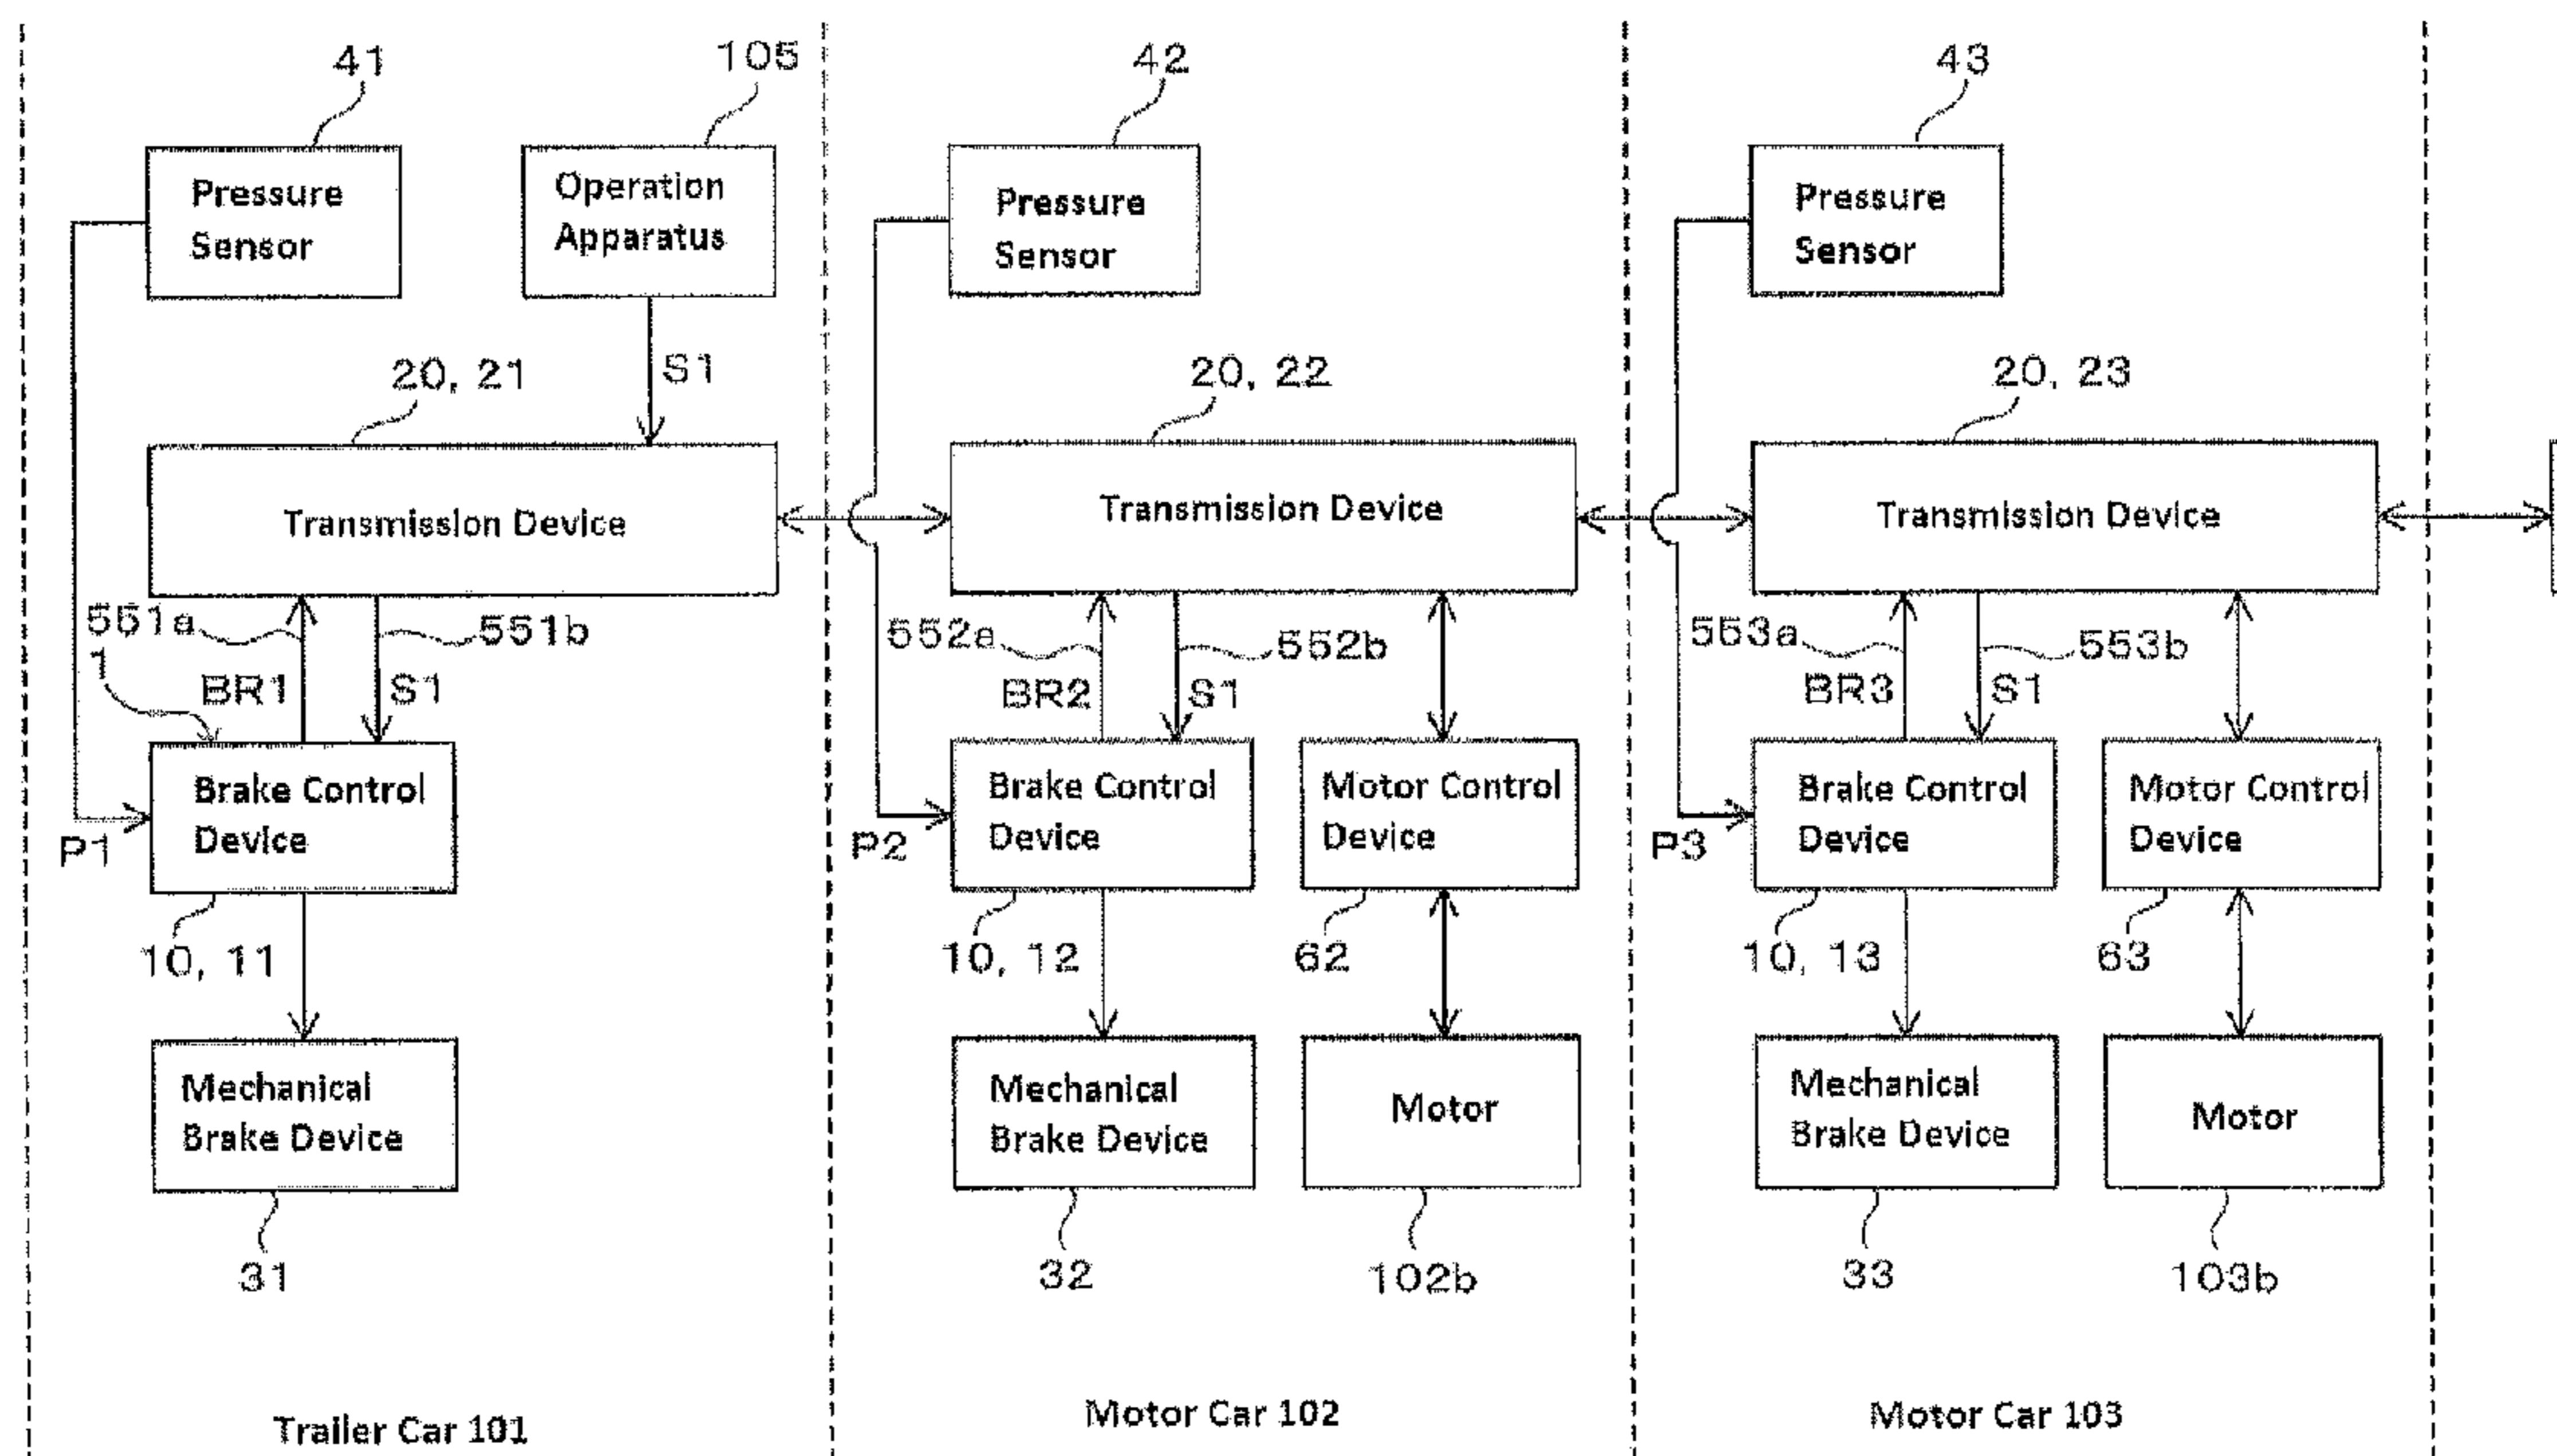 41
105
42
43
Pressure
Sensor
Operation
Apparatus
Pressure
Sensor
Pressure
Sensor
S1
20, 21
20, 22
20, 23
Transmission Device
Transmission Device
Transmission Device
551a
551b
552a
552b
553a
553b
1
BR1
S1
BR2
S1
BR3
S1
Brake Control
Device
Brake Control
Device
Motor Control
Device
Brake Control
Device
Motor Control
Device
P1
P2
P3
10, 11
10, 12
62
10, 13
63
Mechanical
Brake Device
Mechanical
Brake Device
Motor
Mechanical
Brake Device
Motor
31
32
102b
33
103b
Trailer Car 101
Motor Car 102
Motor Car 103